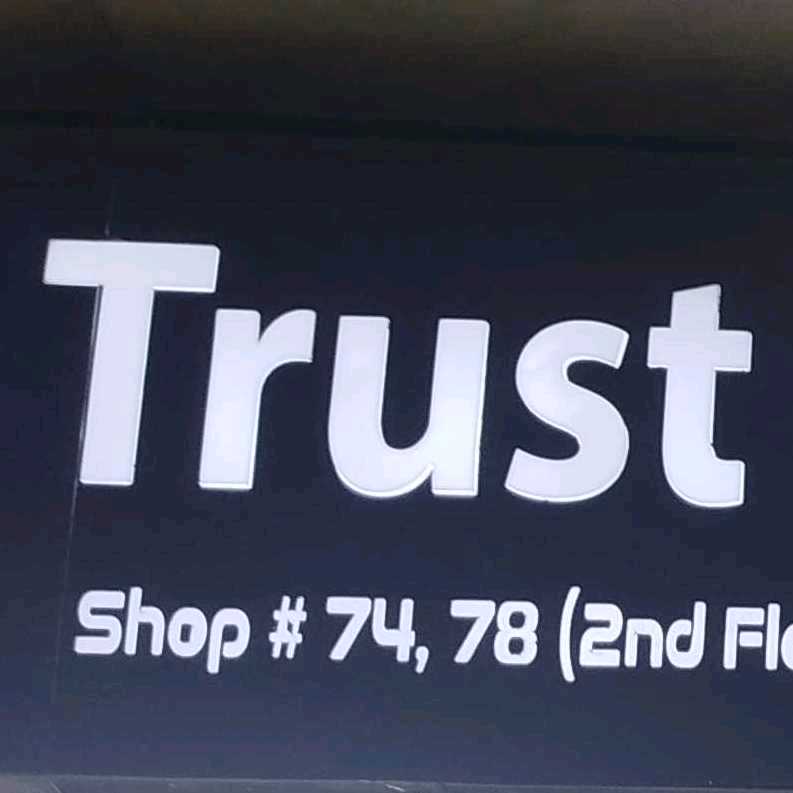 Trust
Shop # 74, 78 (2nd